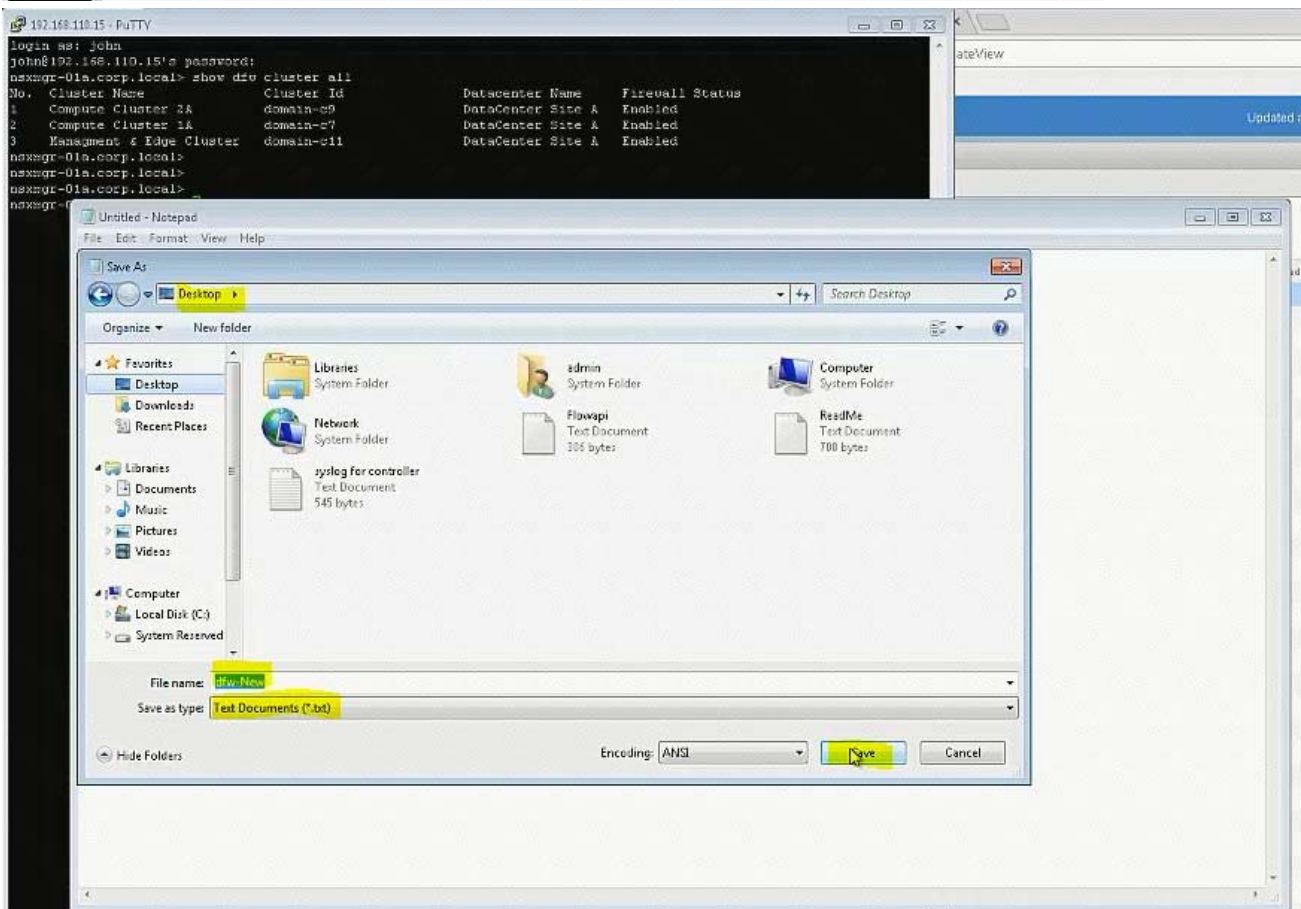 192.168.110.15 - PuTTY
login as: john
john@192.168.110.15's password:
nsxmgr-01a.corp.local> show dfw cluster all
No. Cluster Name Cluster Id Datacenter Name Firewall Status
1 Compute Cluster 2A domain-c9 DataCenter Site A Enabled
2 Compute Cluster 1A domain-c7 DataCenter Site A Enabled
3 Managment & Edge Cluster domain-c11 DataCenter Site A Enabled
nsxmgr-01a.corp.local>
nsxmgr-01a.corp.local>
nsxmgr-01a.corp.local>
nsxmgr-0
ateView
Updated a
Untitled - Notepad
File Edit Format View Help
Save As
Desktop
Search Desktop
Organize New folder
Favorites
Desktop
Downloads
Recent Places
Libraries
Documents
Music
Pictures
Videos
Computer
Local Disk (C:)
System Reserved
Libraries
System Folder
admin
System Folder
Computer
System Folder
Network
System Folder
Flowapi
Text Document
306 bytes
ReadMe
Text Document
700 bytes
syslog for controller
Text Document
545 bytes
File name: dfw-New
Save as type: Text Documents (*.txt)
Hide Folders
Encoding: ANSI
Save
Cancel